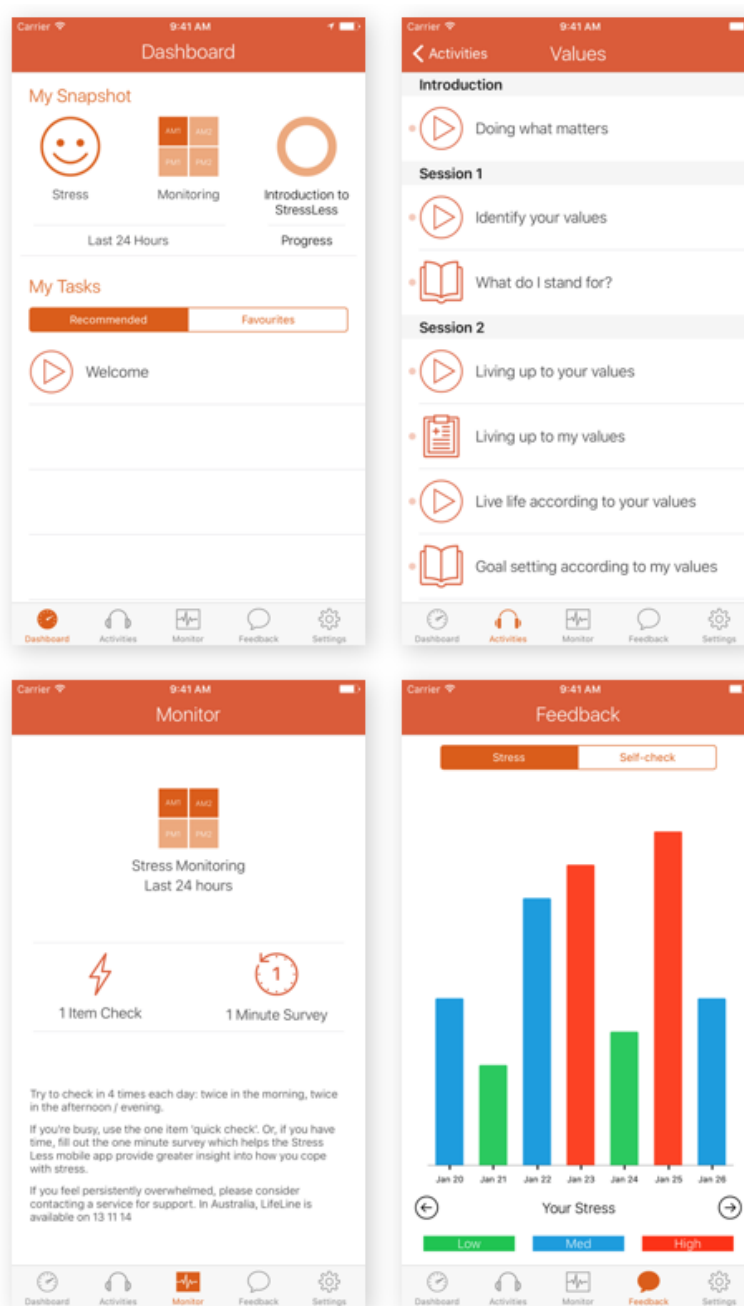 Carrier 9:41 AM
Dashboard
My Snapshot
AM1 AM2
PM1 PM2
Stress Monitoring Introduction to
StressLess
Last 24 Hours Progress
My Tasks
Recommended Favourites
Welcome
Dashboard Activities Monitor Feedback Settings
Carrier 9:41 AM
Activities Values
Introduction
Doing what matters
Session 1
Identify your values
What do I stand for?
Session 2
Living up to your values
Living up to my values
Live life according to your values
Goal setting according to my values
Dashboard Activities Monitor Feedback Settings
Carrier 9:41 AM
Monitor
AM1 AM2
PM1 PM2
Stress Monitoring
Last 24 hours
1
1 Item Check 1 Minute Survey
Try to check in 4 times each day: twice in the morning, twice
in the afternoon / evening.
If you're busy, use the one item 'quick check'. Or, if you have
time, fill out the one minute survey which helps the Stress
Less mobile app provide greater insight into how you cope
with stress.
If you feel persistently overwhelmed, please consider
contacting a service for support. In Australia, LifeLine is
available on 13 11 14
Dashboard Activities Monitor Feedback Settings
Carrier 9:41 AM
Feedback
Stress Self-check
Jan 20 Jan 21 Jan 22 Jan 23 Jan 24 Jan 25 Jan 26
Your Stress
Low Med High
Dashboard Activities Monitor Feedback Settings